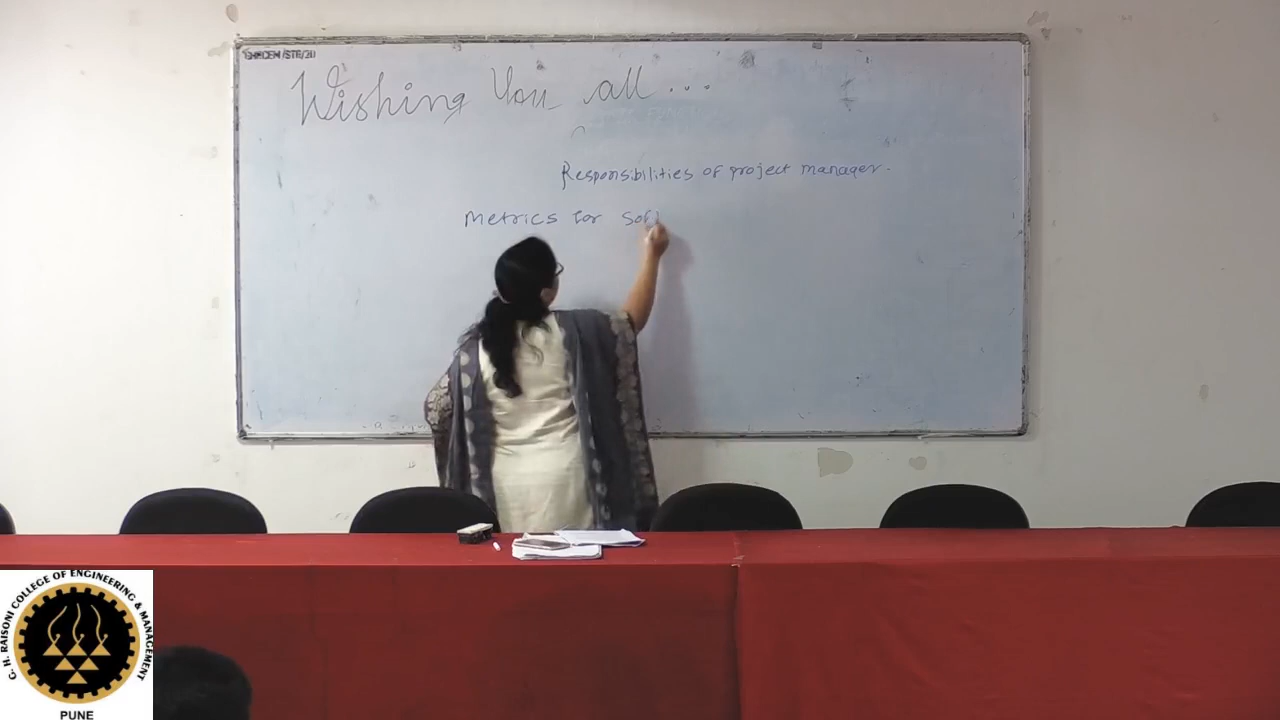 Wishing You all...
Responsibilities of project manager.
Metrics for Sof
G. H. RAISONI COLLEGE OF ENGINEERING & MANAGEMENT
PUNE